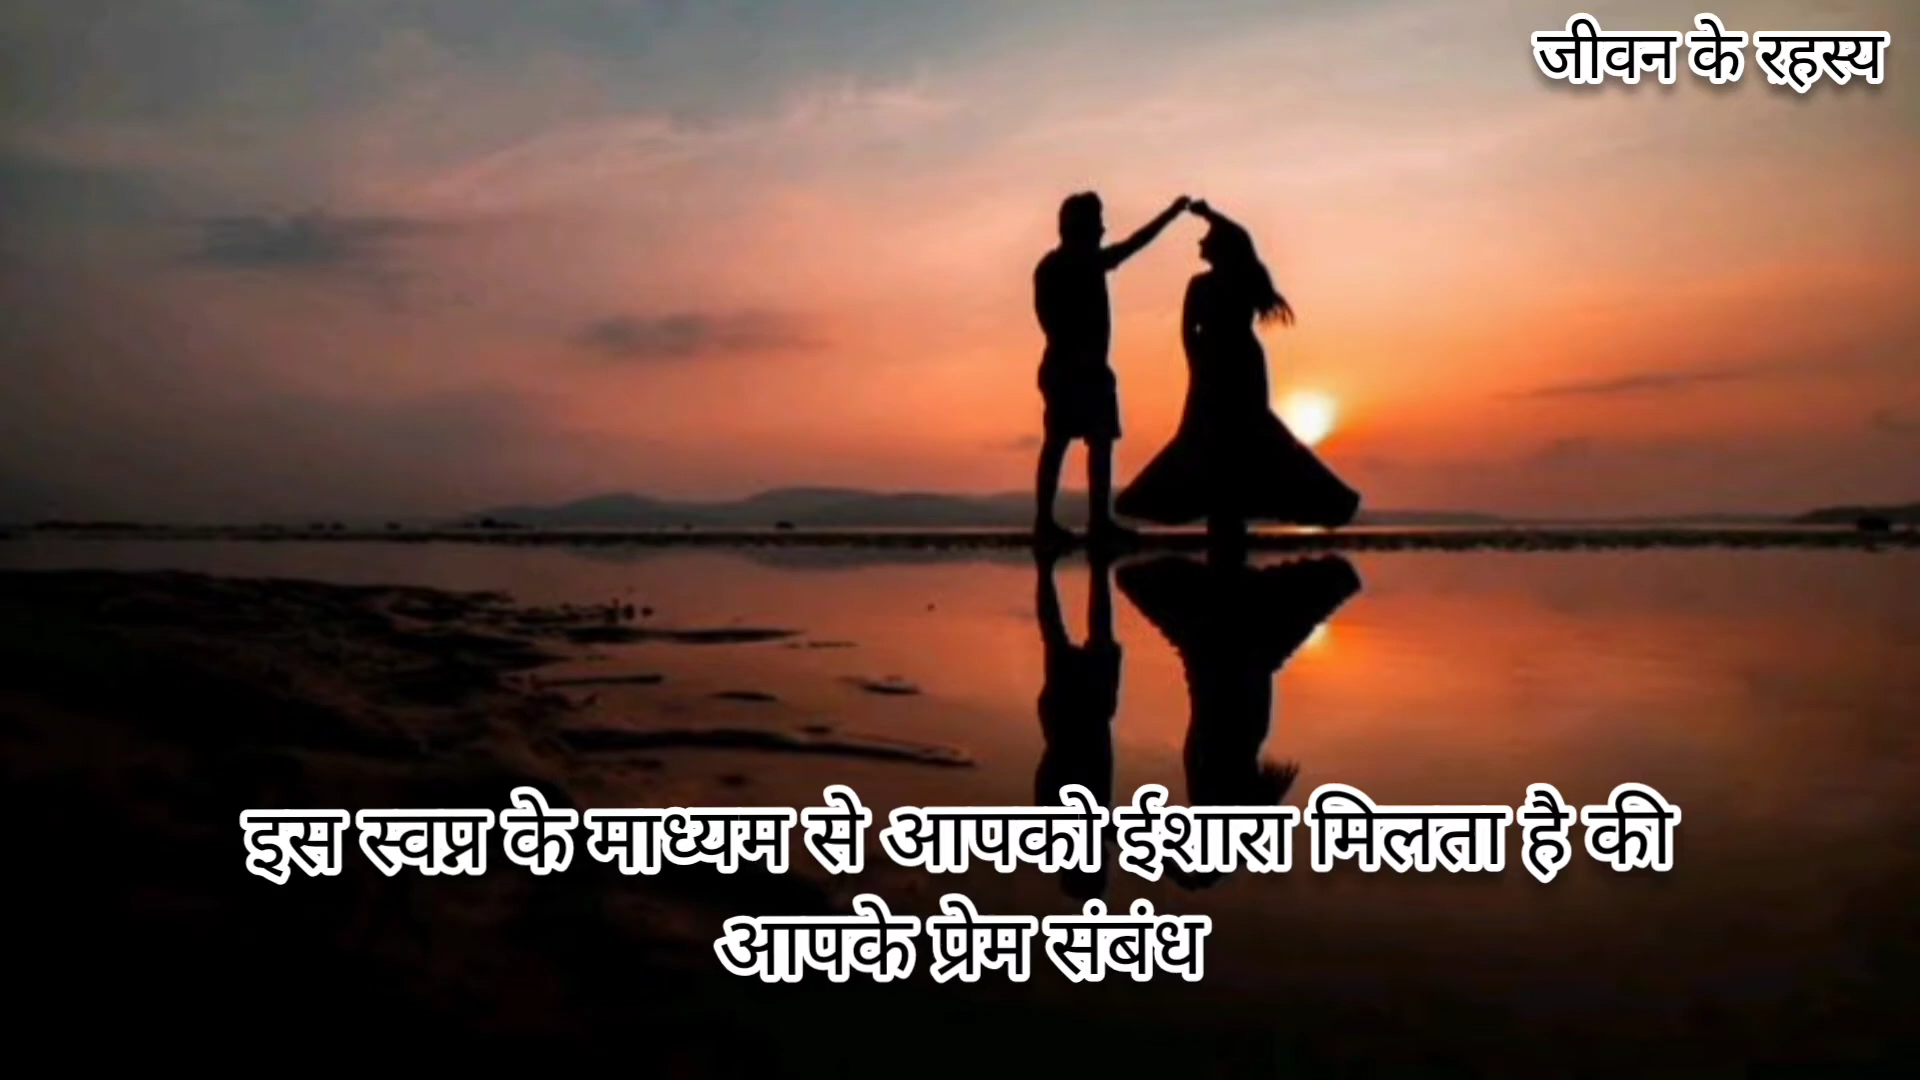 जीवन के रहस्य
इस स्वप्न के माध्यम से आपको ईशारा मिलता है की
आपके प्रेम संबंध